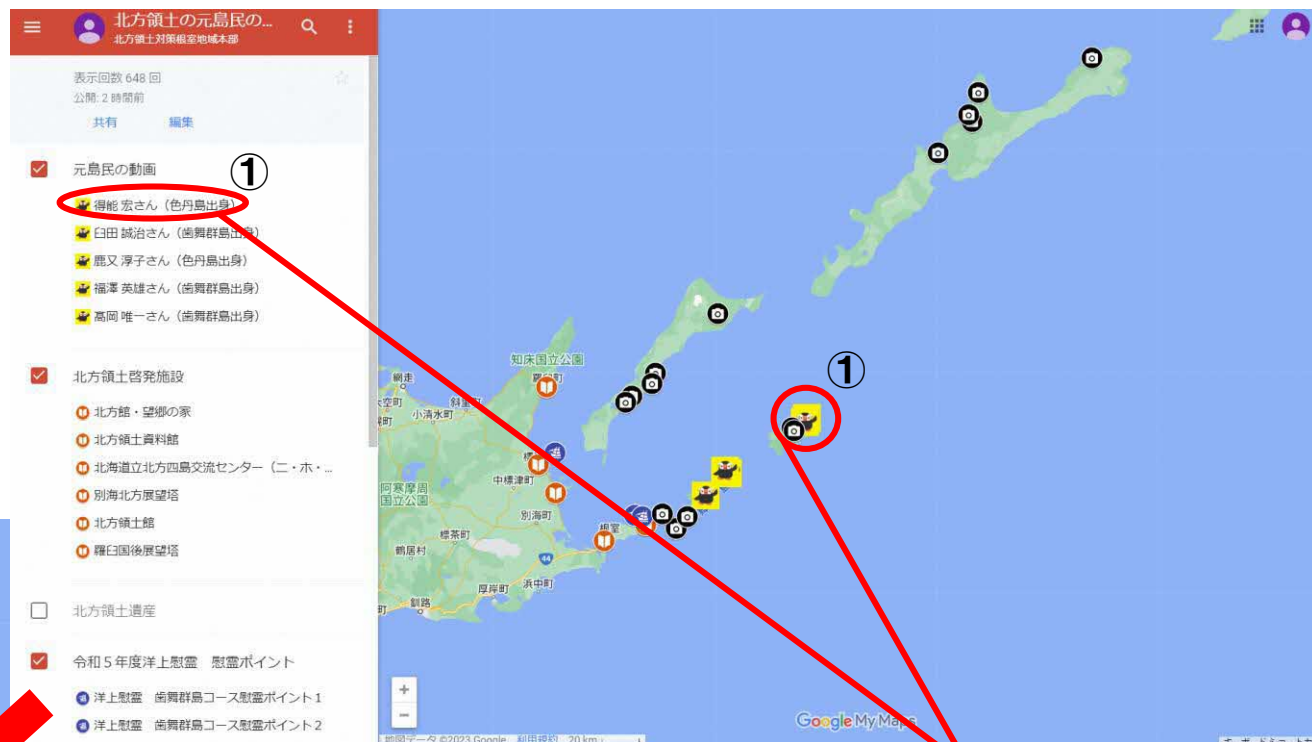 北方領土の元島民の...
北方領土対策根室地域本部
表示回数 648 回
公開: 2 時間前
共有
編集
元島民の動画
①
得能 宏さん（色丹島出身）
臼田 誠治さん（歯舞群島出身）
鹿又 淳子さん（色丹島出身）
福澤 英雄さん（歯舞群島出身）
髙岡 唯一さん（歯舞群島出身）
北方領土啓発施設
北方館・望郷の家
北方領土資料館
北海道立北方四島交流センター（ニ・ホ・...
別海北方展望塔
北方領土館
羅臼国後展望塔
北方領土遺産
令和５年度洋上慰霊　慰霊ポイント
洋上慰霊　歯舞群島コース慰霊ポイント１
洋上慰霊　歯舞群島コース慰霊ポイント２
①
知床国立公園
網走
斜里町
小清水町
中標津町
阿寒摩周
国立公園
別海町
根室
標茶町
鶴居村
44
厚岸町
浜中町
釧路
+
−
Google My Maps
地図データ ©2023 Google
利用規約
20 km